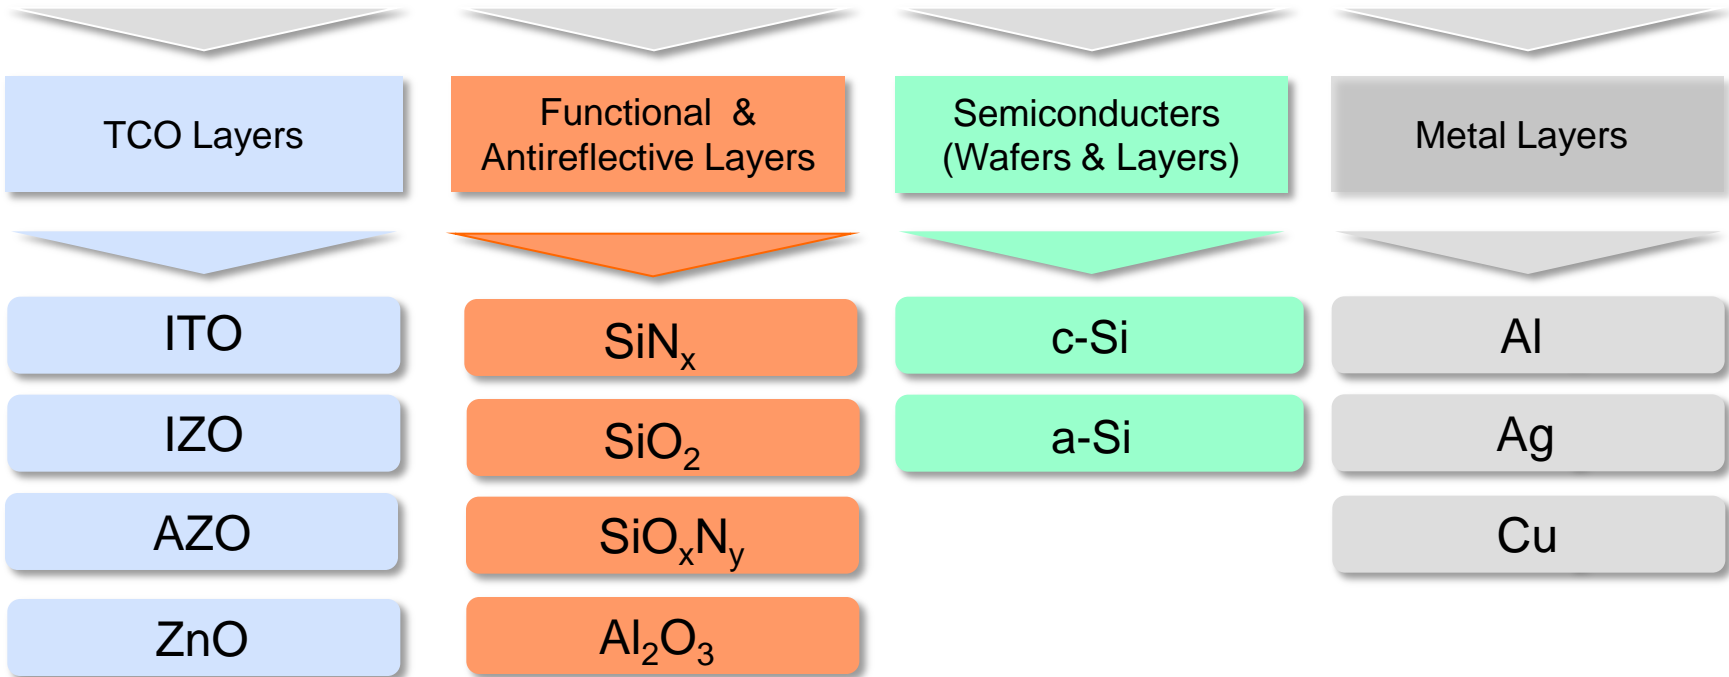 TCO Layers
Functional &
Antireflective Layers
Semiconducters
(Wafers & Layers)
Metal Layers
ITO
IZO
AZO
ZnO
SiNₓ
SiO₂
SiOₓNᵧ
Al₂O₃
c-Si
a-Si
Al
Ag
Cu